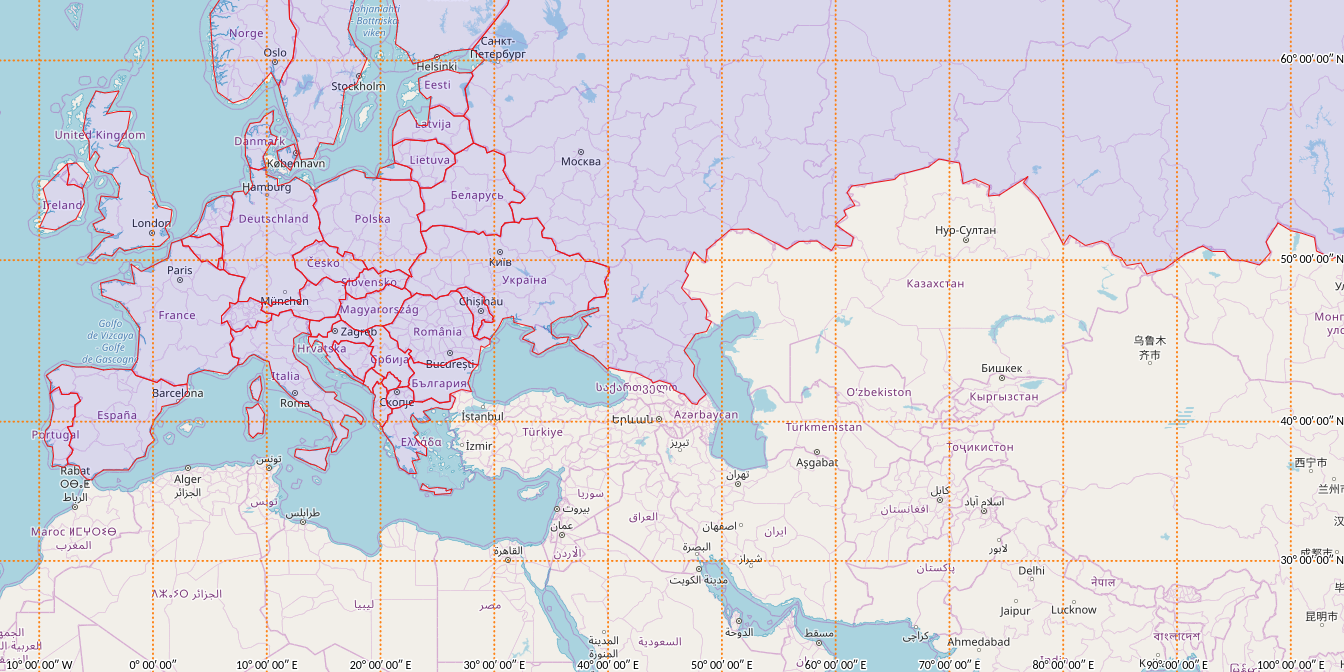 Pohjanlahti
- Bottniska
viken
Norge
Oslo
Санкт-
Петербург
Helsinki
60°00′00″ N
Stockholm
Eesti
Latvija
United Kingdom
Danmark
København
Lietuva
Москва
Hamburg
Беларусь
Ireland
London
Deutschland
Polska
Нур-Султан
Київ
50°00′00″ N
Česko
Paris
Slovensko
Україна
Казахстан
München
Chișinău
Magyarország
France
Golfo
de Vizcaya
- Golfe
de Gascogne
Zagreb
România
Hrvatska
乌鲁木
齐市
București
Србија
Бишкек
Italia
България
საქართველო
Barcelona
Roma
Скопје
O‘zbekiston
Кыргызстан
España
İstanbul
Երևան
Azərbaycan
40°00′00″ N
Portugal
Türkiye
Türkmenistan
Ελλάδα
İzmir
تبریز
Тоҷикистон
تونس
Aşgabat
西宁市
Rabat
ⵔⴱⴰⵟ
الرباط
Alger
الجزائر
تهران
کابل
سوريا
اسلام آباد
تونس
بيروت
افغانستان
طرابلس
العراق
عمان
اصفهان
ایران
Maroc ⵍⵎⵖⵔⵉⴱ
المغرب
القاهرة
الأردن
البصرة
شیراز
لاہور
成都市
30°00′00″ N
مدينة الكويت
پاکستان
Delhi
नेपाल
الجزائر
ليبيا
مصر
Jaipur
Lucknow
昆明市
الدوحة
مسقط
کراچی
বাংলাদেশ
المدينة
المنورة
السعودية
Ahmedabad
10°00′00″ W
0°00′00″ E
10°00′00″ E
20°00′00″ E
30°00′00″ E
40°00′00″ E
50°00′00″ E
60°00′00″ E
70°00′00″ E
80°00′00″ E
90°00′00″ E
100°00′00″ E